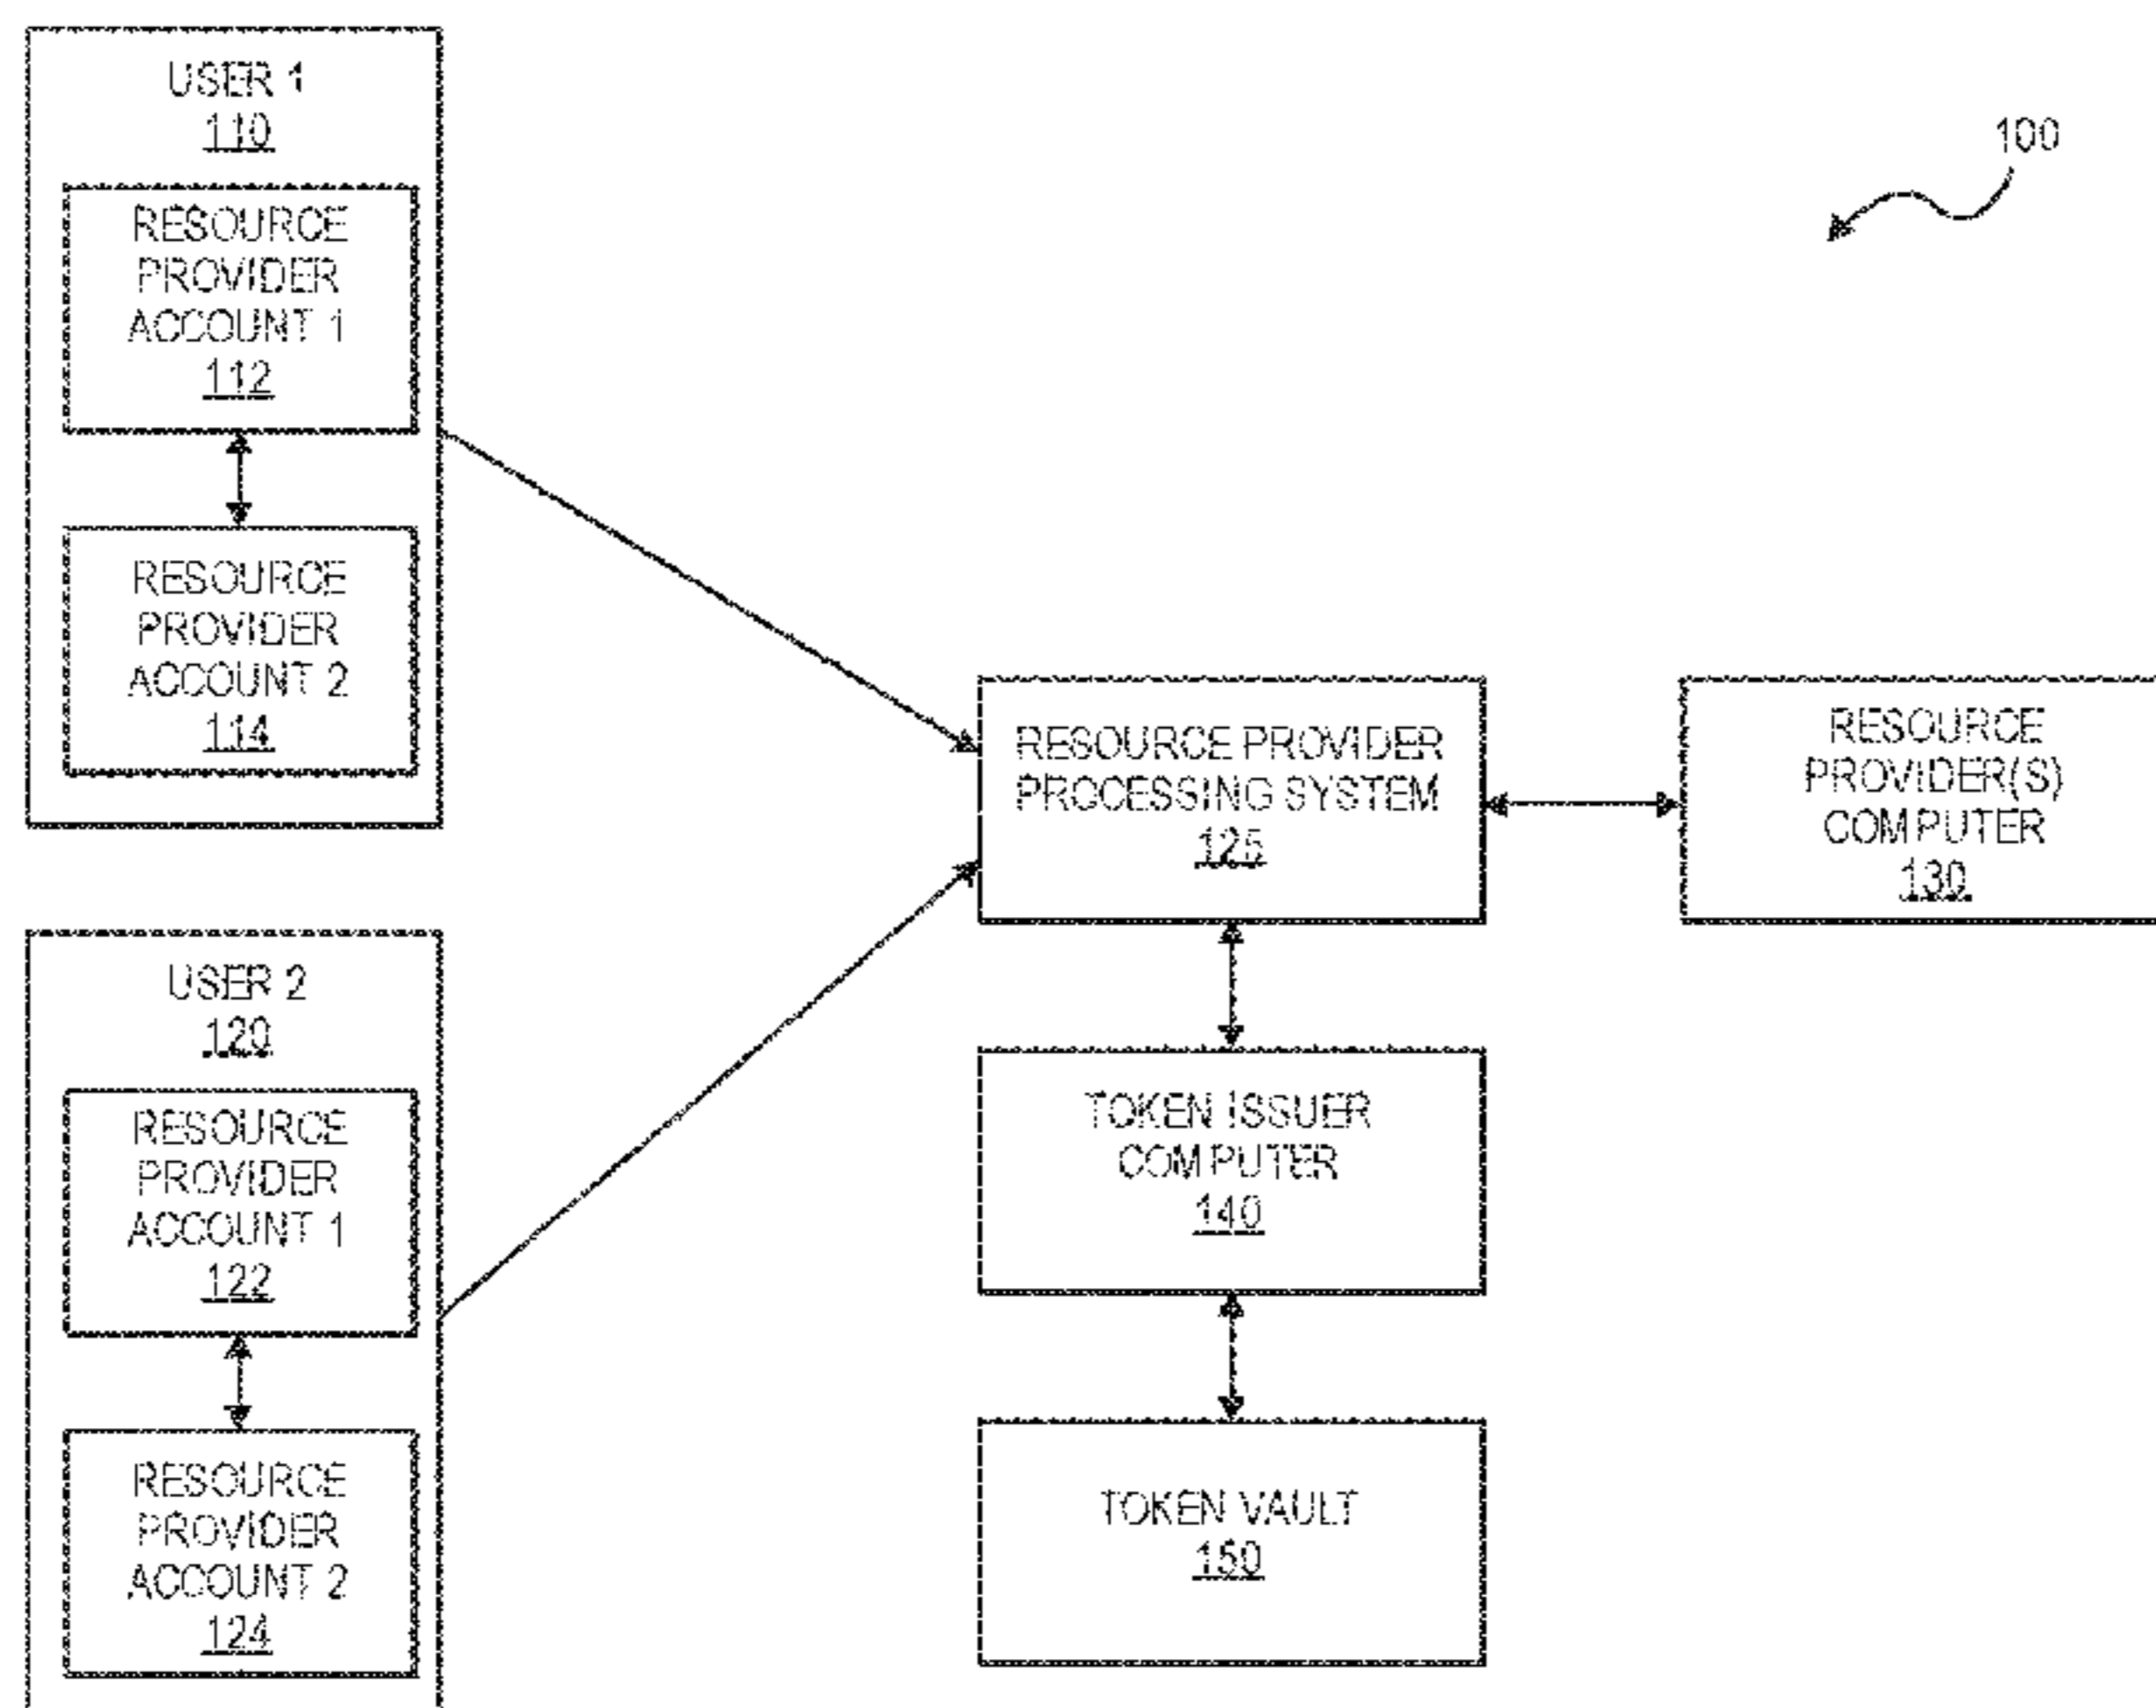 USER 1
110
RESOURCE
PROVIDER
ACCOUNT 1
112
RESOURCE
PROVIDER
ACCOUNT 2
114
100
RESOURCE PROVIDER
PROCESSING SYSTEM
125
RESOURCE
PROVIDER(S)
COMPUTER
130
USER 2
120
RESOURCE
PROVIDER
ACCOUNT 1
122
RESOURCE
PROVIDER
ACCOUNT 2
124
TOKEN ISSUER
COMPUTER
140
TOKEN VAULT
150